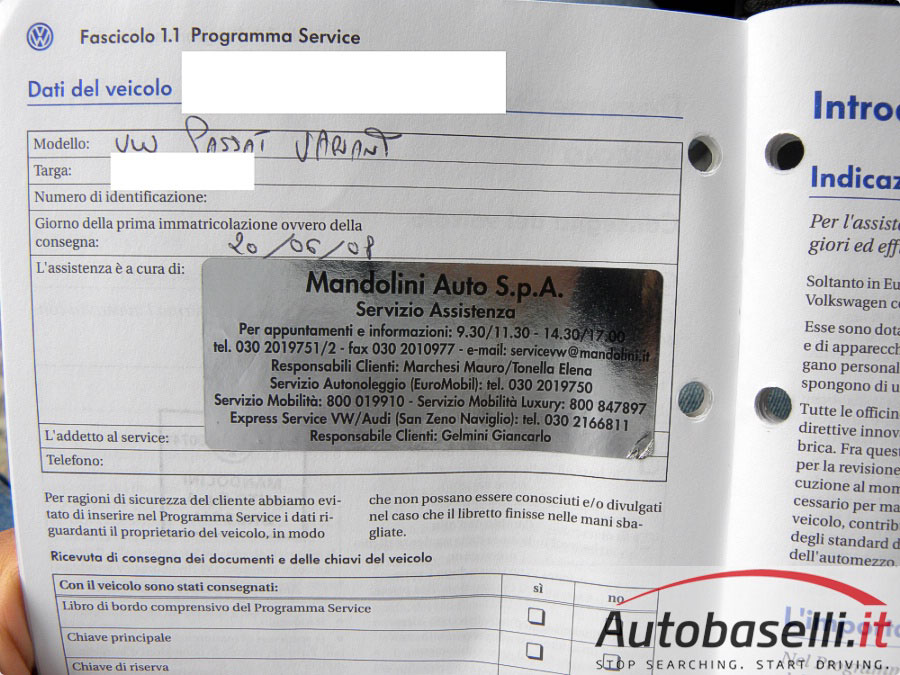 Fascicolo 1.1 Programma Service
Dati del veicolo
Modello: VW PASSAT VARIANT
Targa:
Numero di identificazione:
Giorno della prima immatricolazione ovvero della
consegna: 20/06/08
L'assistenza è a cura di:
Mandolini Auto S.p.A.
Servizio Assistenza
Per appuntamenti e informazioni: 9.30/11.30 - 14.30/17.00
tel. 030 2019751/2 - fax 030 2010977 - e-mail: servicevw@mandolini.it
Responsabili Clienti: Marchesi Mauro/Tonella Elena
Servizio Autonoleggio (EuroMobil): tel. 030 2019750
Servizio Mobilità: 800 019910 - Servizio Mobilità Luxury: 800 847897
Express Service VW/Audi (San Zeno Naviglio): tel. 030 2166811
Responsabile Clienti: Gelmini Giancarlo
L'addetto al service:
Telefono:
Per ragioni di sicurezza del cliente abbiamo evi-
tato di inserire nel Programma Service i dati ri-
guardanti il proprietario del veicolo, in modo
che non possano essere conosciuti e/o divulgati
nel caso che il libretto finisse nelle mani sba-
gliate.
Ricevuta di consegna dei documenti e delle chiavi del veicolo
Con il veicolo sono stati consegnati: sì no
Libro di bordo comprensivo del Programma Service
Chiave principale
Chiave di riserva
Intro
Indicaz
Per l'assist
giori ed effi
Soltanto in Eu
Volkswagen c
Esse sono dota
e di apparecch
gano personal
spongono di u
Tutte le officin
direttive innov
brica. Fra quest
per la revisione
cuzione al mom
cessario per ma
veicolo, contrib
degli standard d
dell'automezzo.
L'importa
Nel Programm
Autobaselli.it
STOP SEARCHING. START DRIVING.